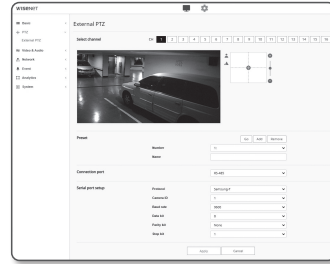 WISENET
Basic
PTZ
External PTZ
Video & Audio
Network
Event
Analytics
System
External PTZ
Select channel
CH 1 2 3 4 5 6 7 8 9 10 11 12 13 14 15 16
Preset
Go Add Remove
Number
Name
Connection port
RS-485
Serial port setup
Protocol
Samsung-T
Camera ID
1
Baud rate
9600
Data bit
8
Parity bit
None
Stop bit
1
Apply Cancel